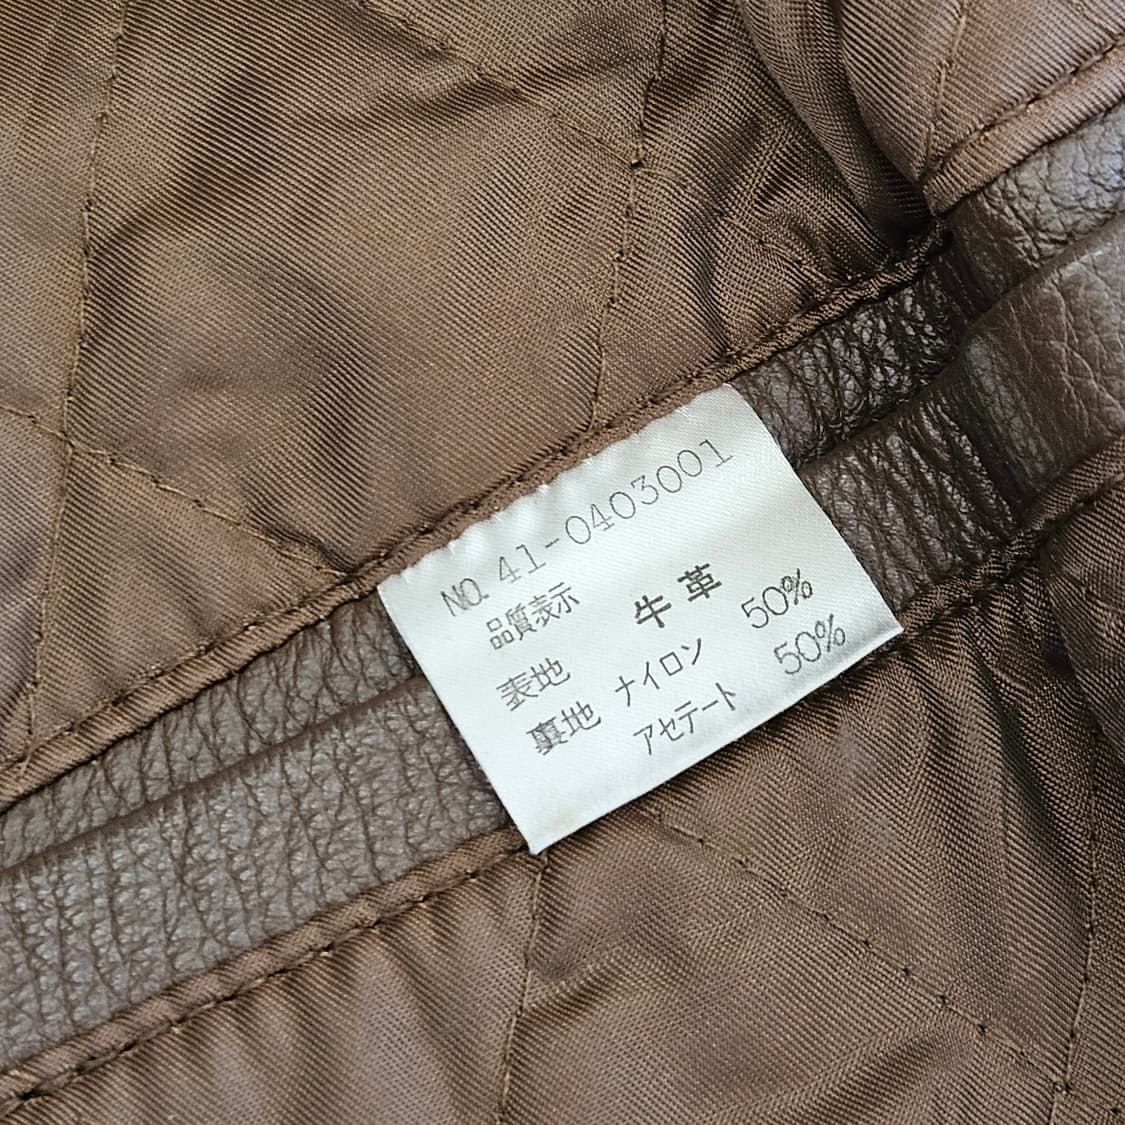 NO. 41-0403001
品質表示
表地 牛革
裏地 ナイロン 50%
アセテート 50%